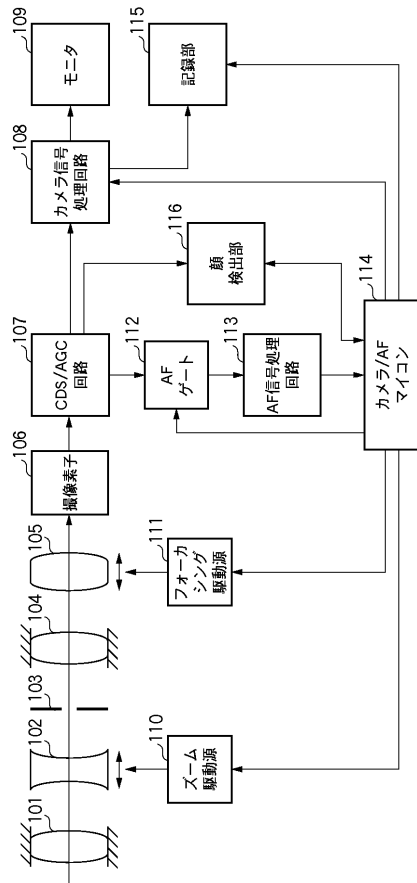 101
102
103
104
105
106
撮像素子
107
CDS/AGC
回路
108
カメラ信号
処理回路
109
モニタ
110
ズーム
駆動源
111
フォーカ
シング
駆動源
112
AF
ゲート
113
AF信号処理
回路
114
カメラ/AF
マイコン
115
記録部
116
顔
検出部